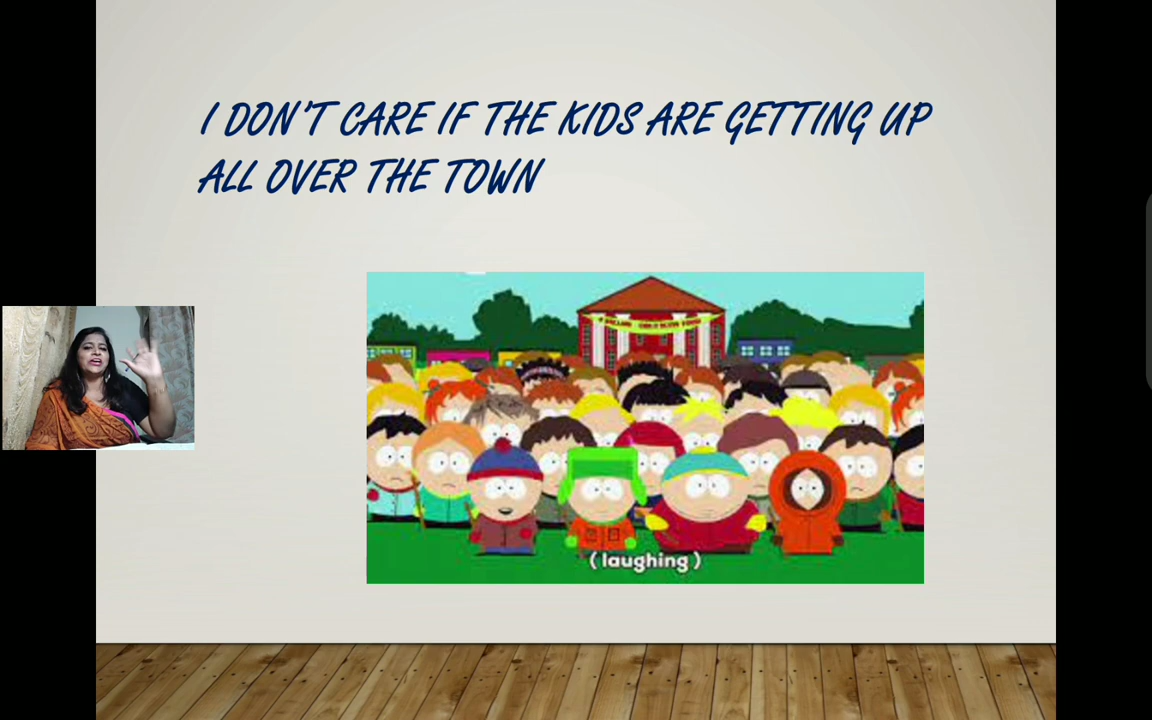 I DON'T CARE IF THE KIDS ARE GETTING UP
ALL OVER THE TOWN
(laughing)